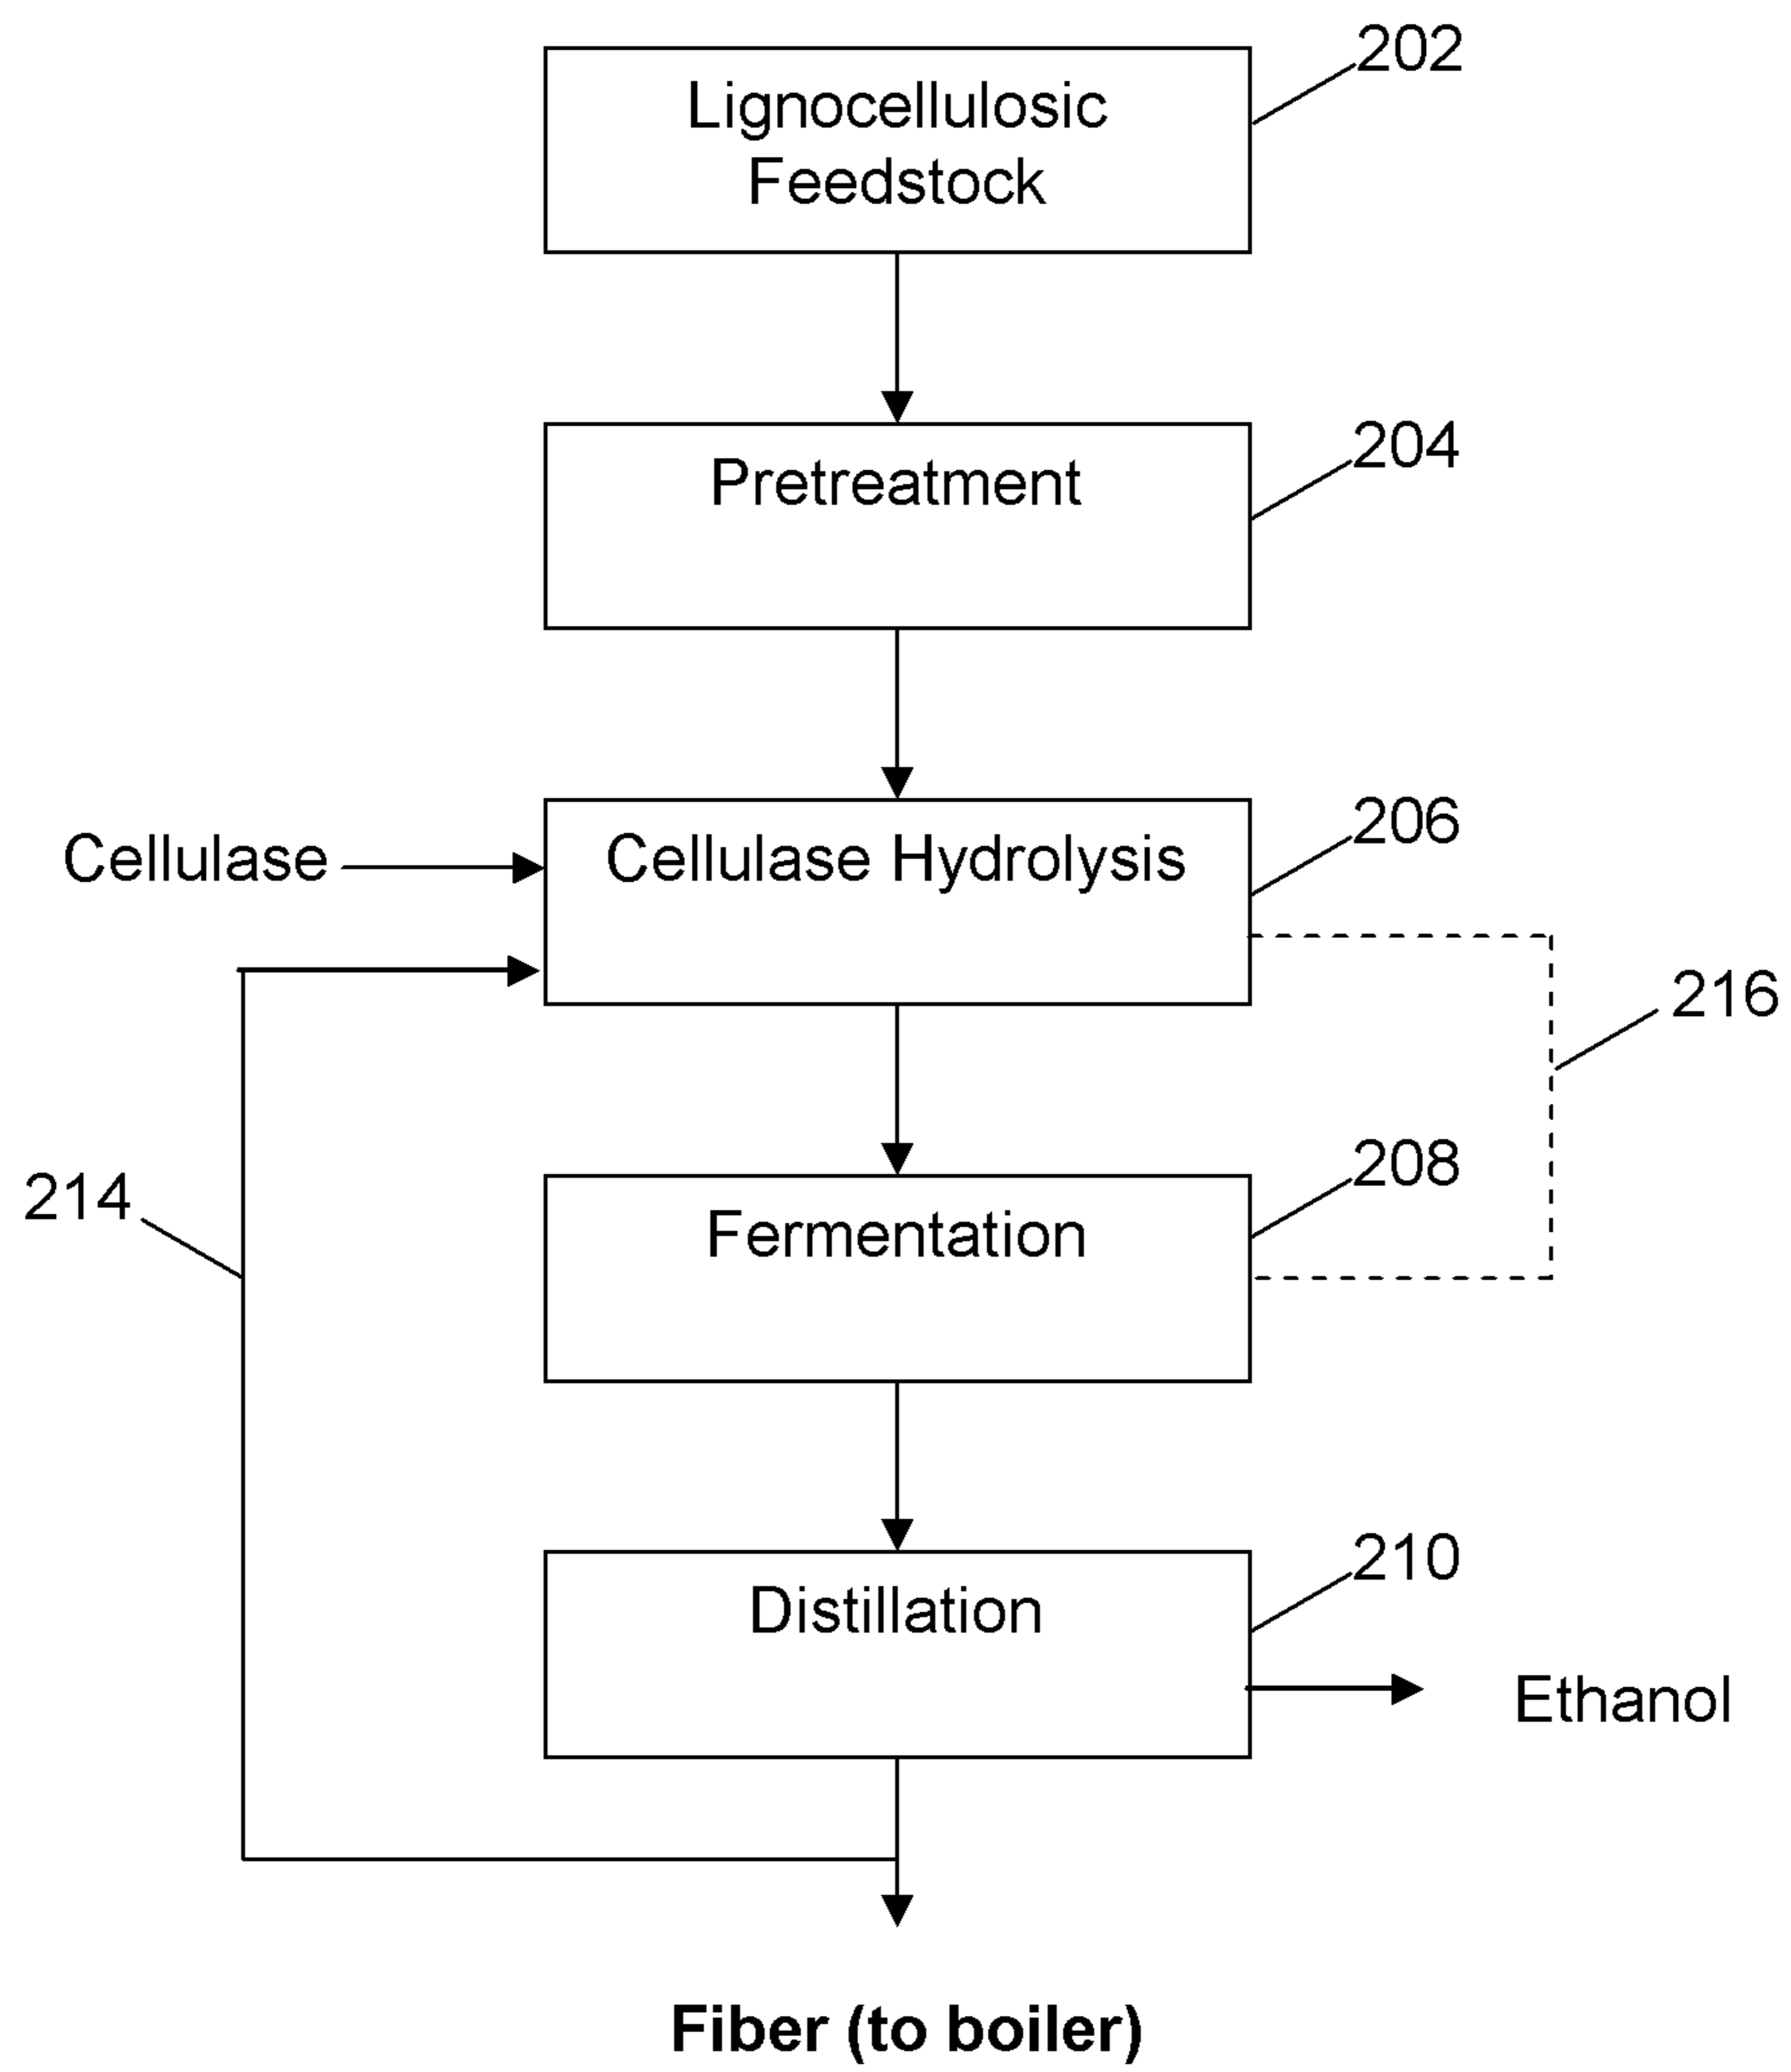 202
Lignocellulosic
Feedstock
204
Pretreatment
206
Cellulase
Cellulase Hydrolysis
216
208
214
Fermentation
210
Distillation
Ethanol
Fiber (to boiler)